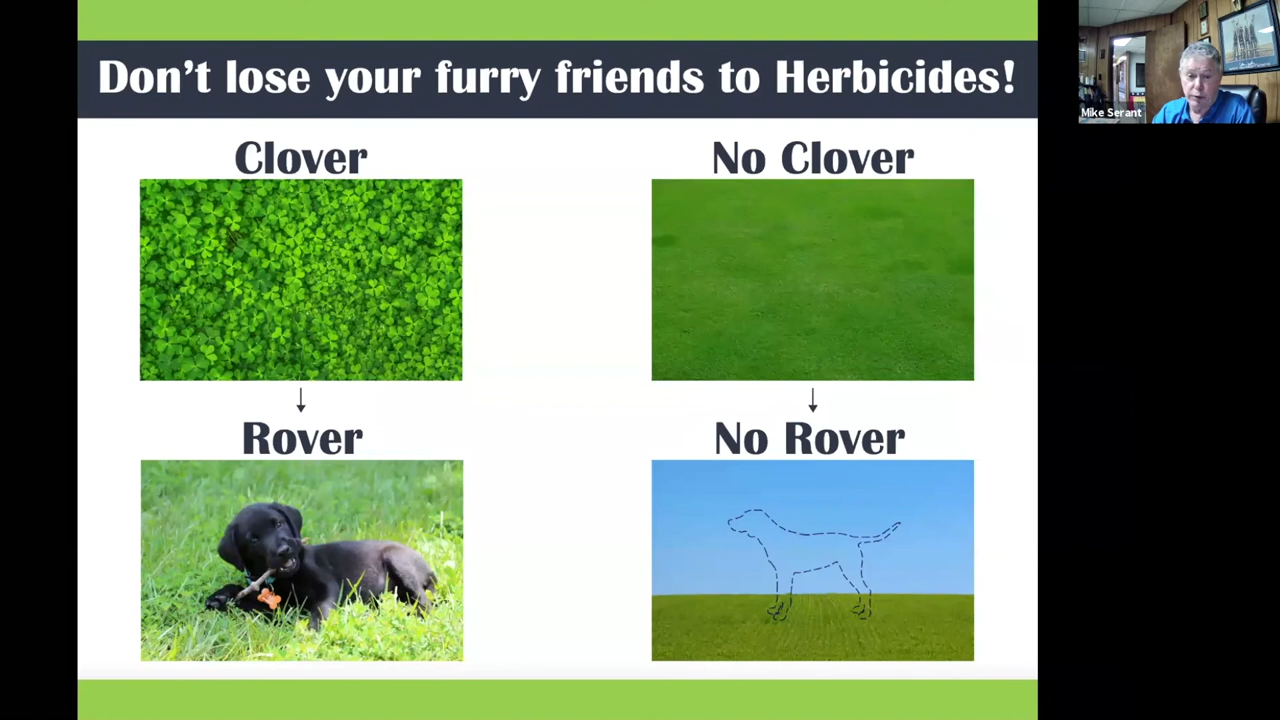 Don't lose your furry friends to Herbicides!
Clover
No Clover
Rover
No Rover
Mike Serant